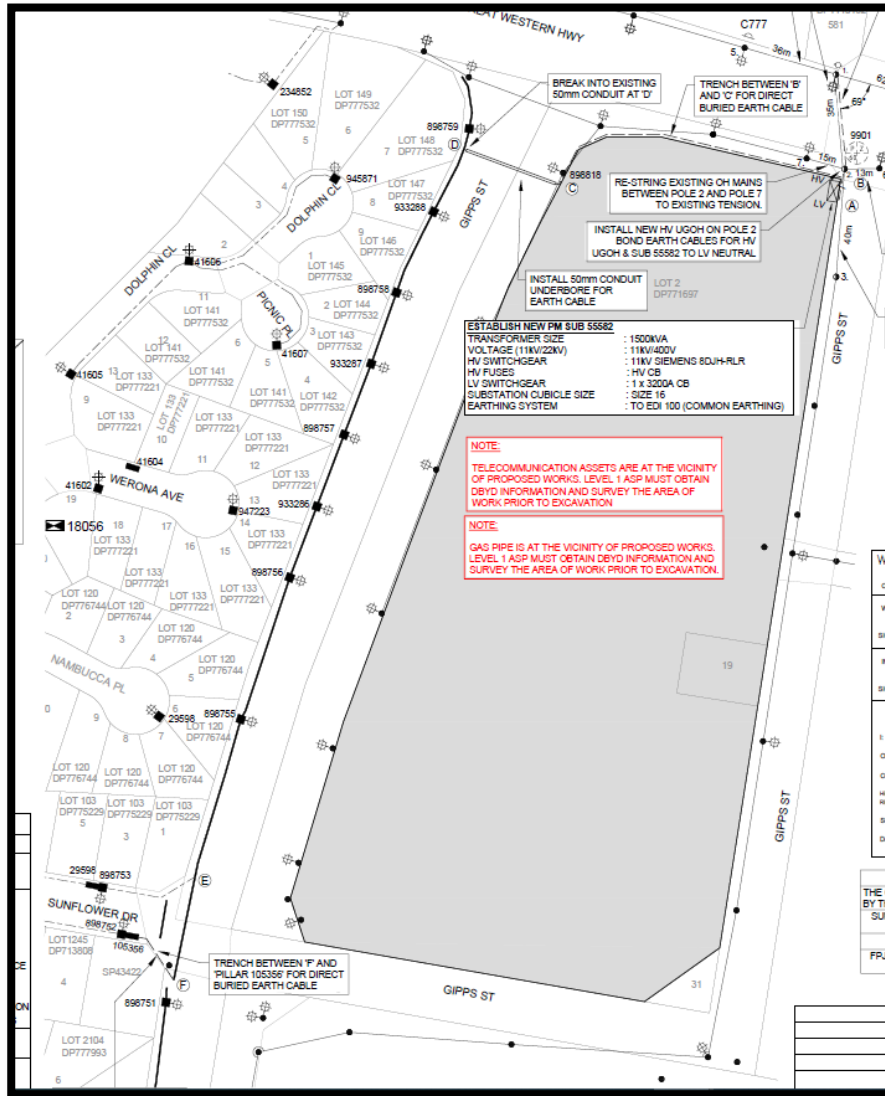 WESTERN HWY
C777
581
5.
36m
1.
62
69°
35m
LOT 149
DP777532
234852
LOT 150
DP777532
6
5
7
LOT 148
DP777532
898759
D
BREAK INTO EXISTING
50mm CONDUIT AT 'D'
TRENCH BETWEEN 'B'
AND 'C' FOR DIRECT
BURIED EARTH CABLE
9901
7.
15m
2.
13m
B
HV
LV
A
40m
3.
898818
C
RE-STRING EXISTING OH MAINS
BETWEEN POLE 2 AND POLE 7
TO EXISTING TENSION.
INSTALL NEW HV UGOH ON POLE 2
BOND EARTH CABLES FOR HV
UGOH & SUB 55582 TO LV NEUTRAL
945871
4
3
2
DOLPHIN CL
LOT 147
DP777532
8
933288
GIPPS ST
9
LOT 146
DP777532
DOLPHIN CL
41606
1
LOT 145
DP777532
INSTALL 50mm CONDUIT
UNDERBORE FOR
EARTH CABLE
LOT 2
DP771697
GIPPS ST
898758
PICNIC PL
2
LOT 144
DP777532
11
LOT 141
DP777532
3
LOT 143
DP777532
12
LOT 141
DP777532
6
5
41607
4
933287
ESTABLISH NEW PM SUB 55582
TRANSFORMER SIZE : 1500kVA
VOLTAGE (11kV/22kV) : 11kV/400V
HV SWITCHGEAR : 11kV SIEMENS 8DJH-RLR
HV FUSES : HV CB
LV SWITCHGEAR : 1 x 3200A CB
SUBSTATION CUBICLE SIZE : SIZE 16
EARTHING SYSTEM : TO EDI 100 (COMMON EARTHING)
41605
13
LOT 133
DP777221
LOT 141
DP777532
LOT 141
DP777532
LOT 142
DP777532
9
LOT 133
DP777221
LOT 133
DP777221
10
LOT 133
DP777221
LOT 133
DP777221
898757
11
12
41604
LOT 133
DP777221
NOTE:
TELECOMMUNICATION ASSETS ARE AT THE VICINITY
OF PROPOSED WORKS. LEVEL 1 ASP MUST OBTAIN
DBYD INFORMATION AND SURVEY THE AREA OF
WORK PRIOR TO EXCAVATION
41602
19
WERONA AVE
13
947223
14
933286
18056
18
17
16
15
LOT 133
DP777221
LOT 133
DP777221
LOT 133
DP777221
LOT 133
DP777221
LOT 133
DP777221
NOTE:
GAS PIPE IS AT THE VICINITY OF PROPOSED WORKS.
LEVEL 1 ASP MUST OBTAIN DBYD INFORMATION AND
SURVEY THE AREA OF WORK PRIOR TO EXCAVATION.
898756
LOT 120
DP776744
2
LOT 120
DP776744
3
LOT 120
DP776744
4
LOT 120
DP776744
5
NAMBUCCA PL
19
29598
898755
6
7
LOT 120
DP776744
9
8
LOT 120
DP776744
LOT 120
DP776744
LOT 120
DP776744
LOT 103
DP775229
5
LOT 103
DP775229
3
LOT 103
DP775229
1
GIPPS ST
29598
898753
E
SUNFLOWER DR
898752
105356
LOT1245
DP713808
4
SP43422
F
TRENCH BETWEEN 'F' AND
'PILLAR 105356' FOR DIRECT
BURIED EARTH CABLE
898751
GIPPS ST
31
LOT 2104
DP777993
6
THE
BY TH
SU
FPJ
CE
ON